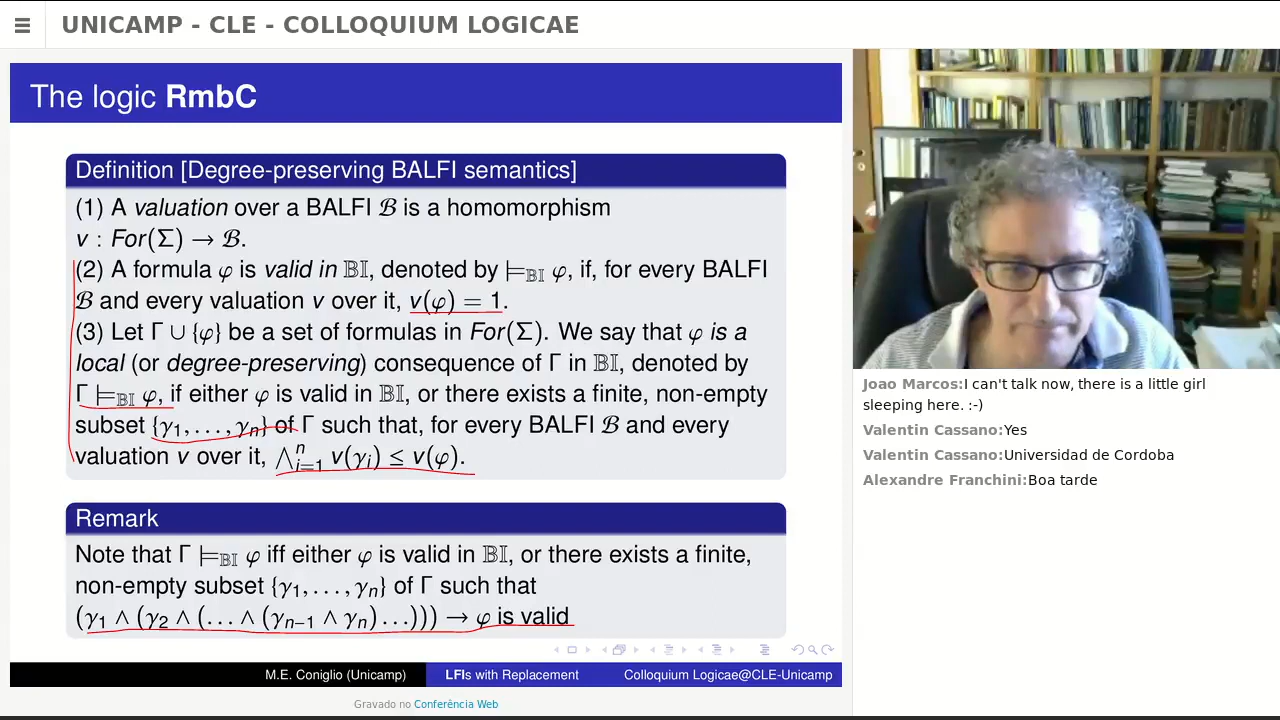 ☰ UNICAMP - CLE - COLLOQUIUM LOGICAE
The logic RmbC
Definition [Degree-preserving BALFI semantics]
(1) A valuation over a BALFI ℬ is a homomorphism
v : For(Σ) → ℬ.
(2) A formula φ is valid in 𝔹𝕀, denoted by ⊨_𝔹𝕀 φ, if, for every BALFI
ℬ and every valuation v over it, v(φ) = 1.
(3) Let Γ ∪ {φ} be a set of formulas in For(Σ). We say that φ is a
local (or degree-preserving) consequence of Γ in 𝔹𝕀, denoted by
Γ ⊨_𝔹𝕀 φ, if either φ is valid in 𝔹𝕀, or there exists a finite, non-empty
subset {γ₁, . . . , γₙ} of Γ such that, for every BALFI ℬ and every
valuation v over it, ⋀ⁿᵢ₌₁ v(γᵢ) ≤ v(φ).
Remark
Note that Γ ⊨_𝔹𝕀 φ iff either φ is valid in 𝔹𝕀, or there exists a finite,
non-empty subset {γ₁, . . . , γₙ} of Γ such that
(γ₁ ∧ (γ₂ ∧ (. . . ∧ (γₙ₋₁ ∧ γₙ) . . .))) → φ is valid
M.E. Coniglio (Unicamp) LFIs with Replacement Colloquium Logicae@CLE-Unicamp
Gravado no Conferência Web
Joao Marcos:I can't talk now, there is a little girl
sleeping here. :-)
Valentin Cassano:Yes
Valentin Cassano:Universidad de Cordoba
Alexandre Franchini:Boa tarde